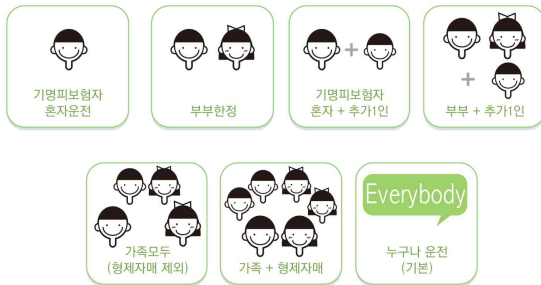 기명피보험자
혼자운전
부부한정
기명피보험자
혼자 + 추가1인
부부 + 추가1인
가족모두
(형제자매 제외)
가족 + 형제자매
Everybody
누구나 운전
(기본)